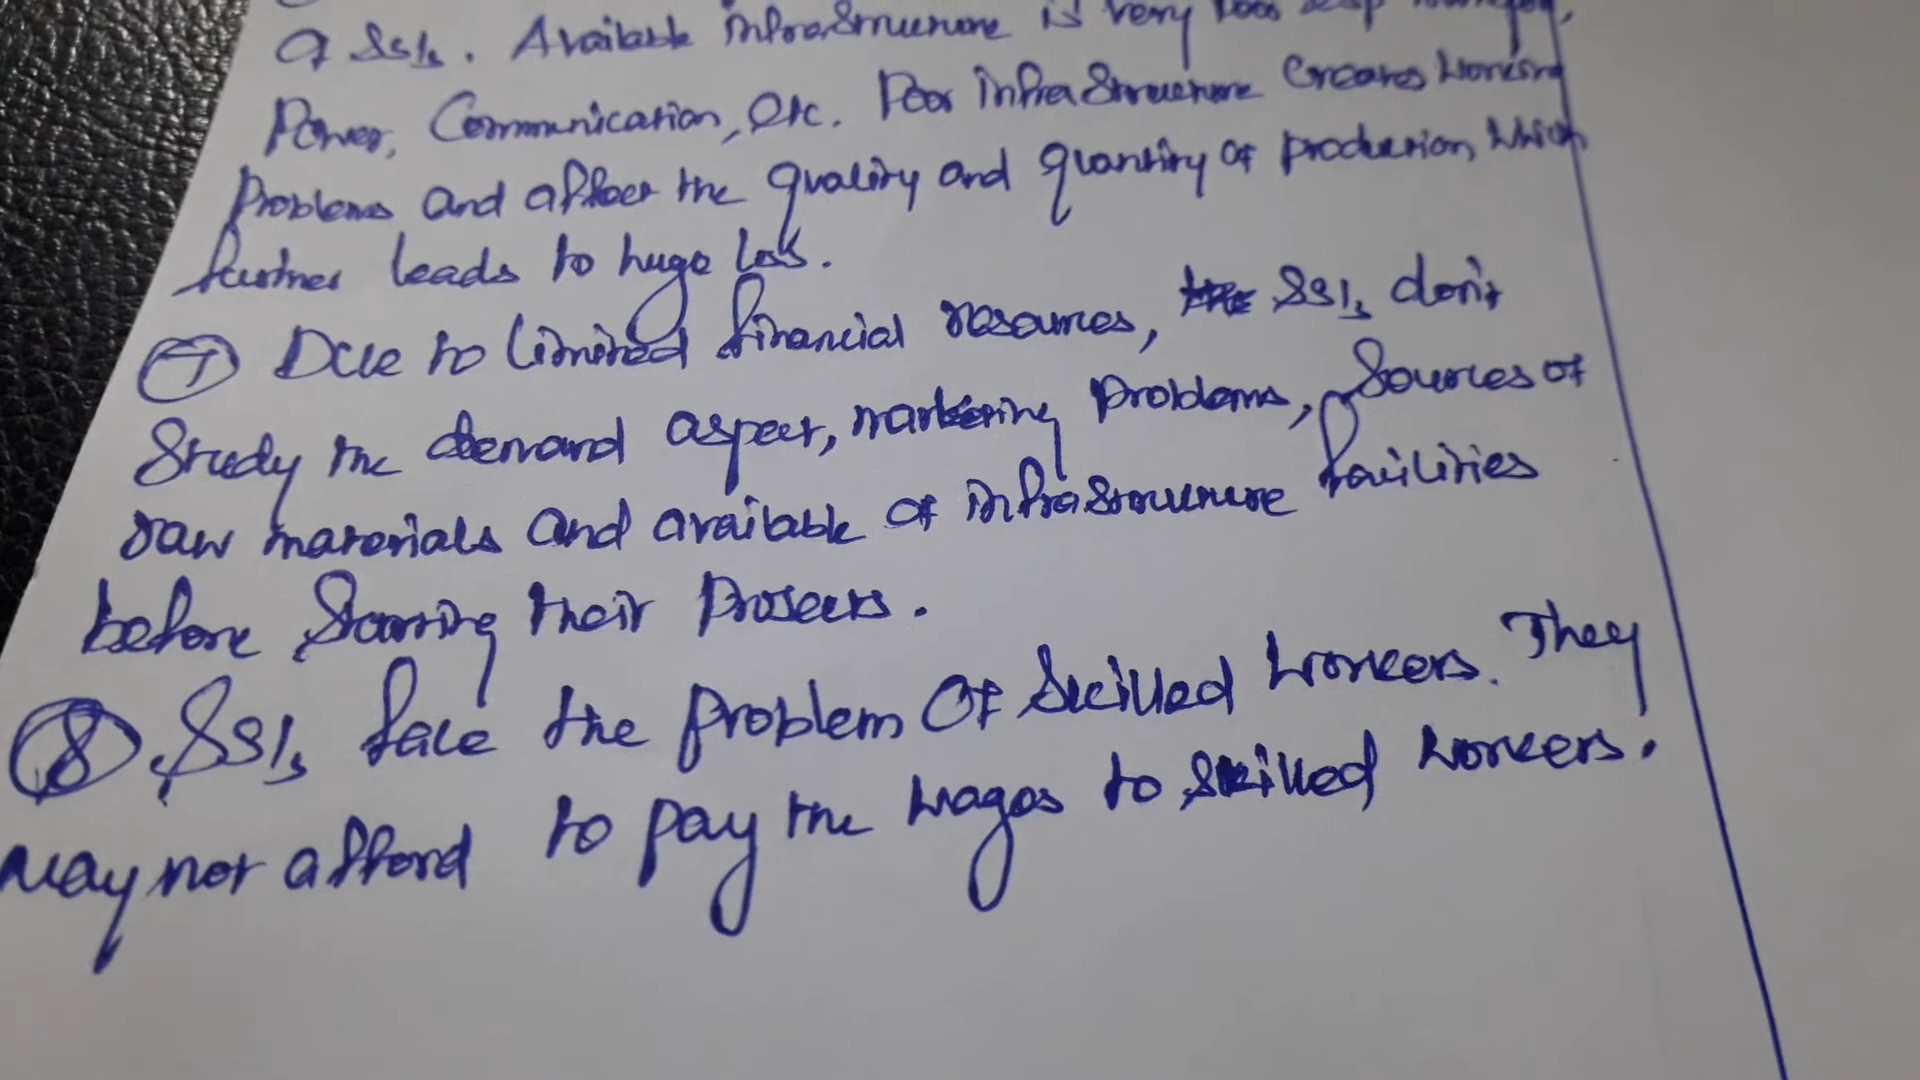 of SSIs. Available infrastructure is very poor
Power, Communication, etc. Poor infrastructure creates working
problems and affect the quality and quantity of production which
further leads to huge loss.
⑦ Due to limited financial resources, SSIs don't
study the demand aspect, marketing problems, sources of
raw materials and available of infrastructure facilities
before starting their projects.
⑧ SSIs face the problem of skilled workers. They
may not afford to pay the wages to skilled workers.